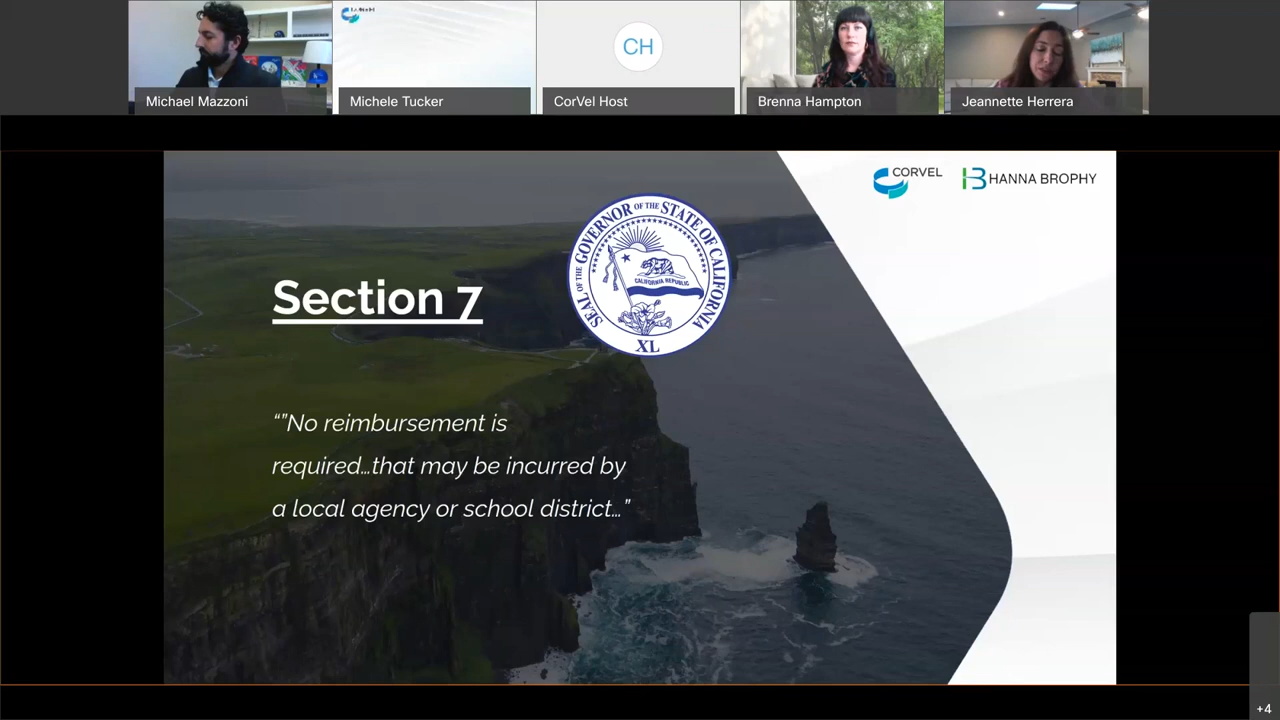 Michael Mazzoni
Michele Tucker
CH
CorVel Host
Brenna Hampton
Jeannette Herrera
CORVEL
HANNA BROPHY
SEAL OF THE GOVERNOR OF THE STATE OF CALIFORNIA
CALIFORNIA REPUBLIC
XL
Section 7
“”No reimbursement is
required…that may be incurred by
a local agency or school district…”
+4